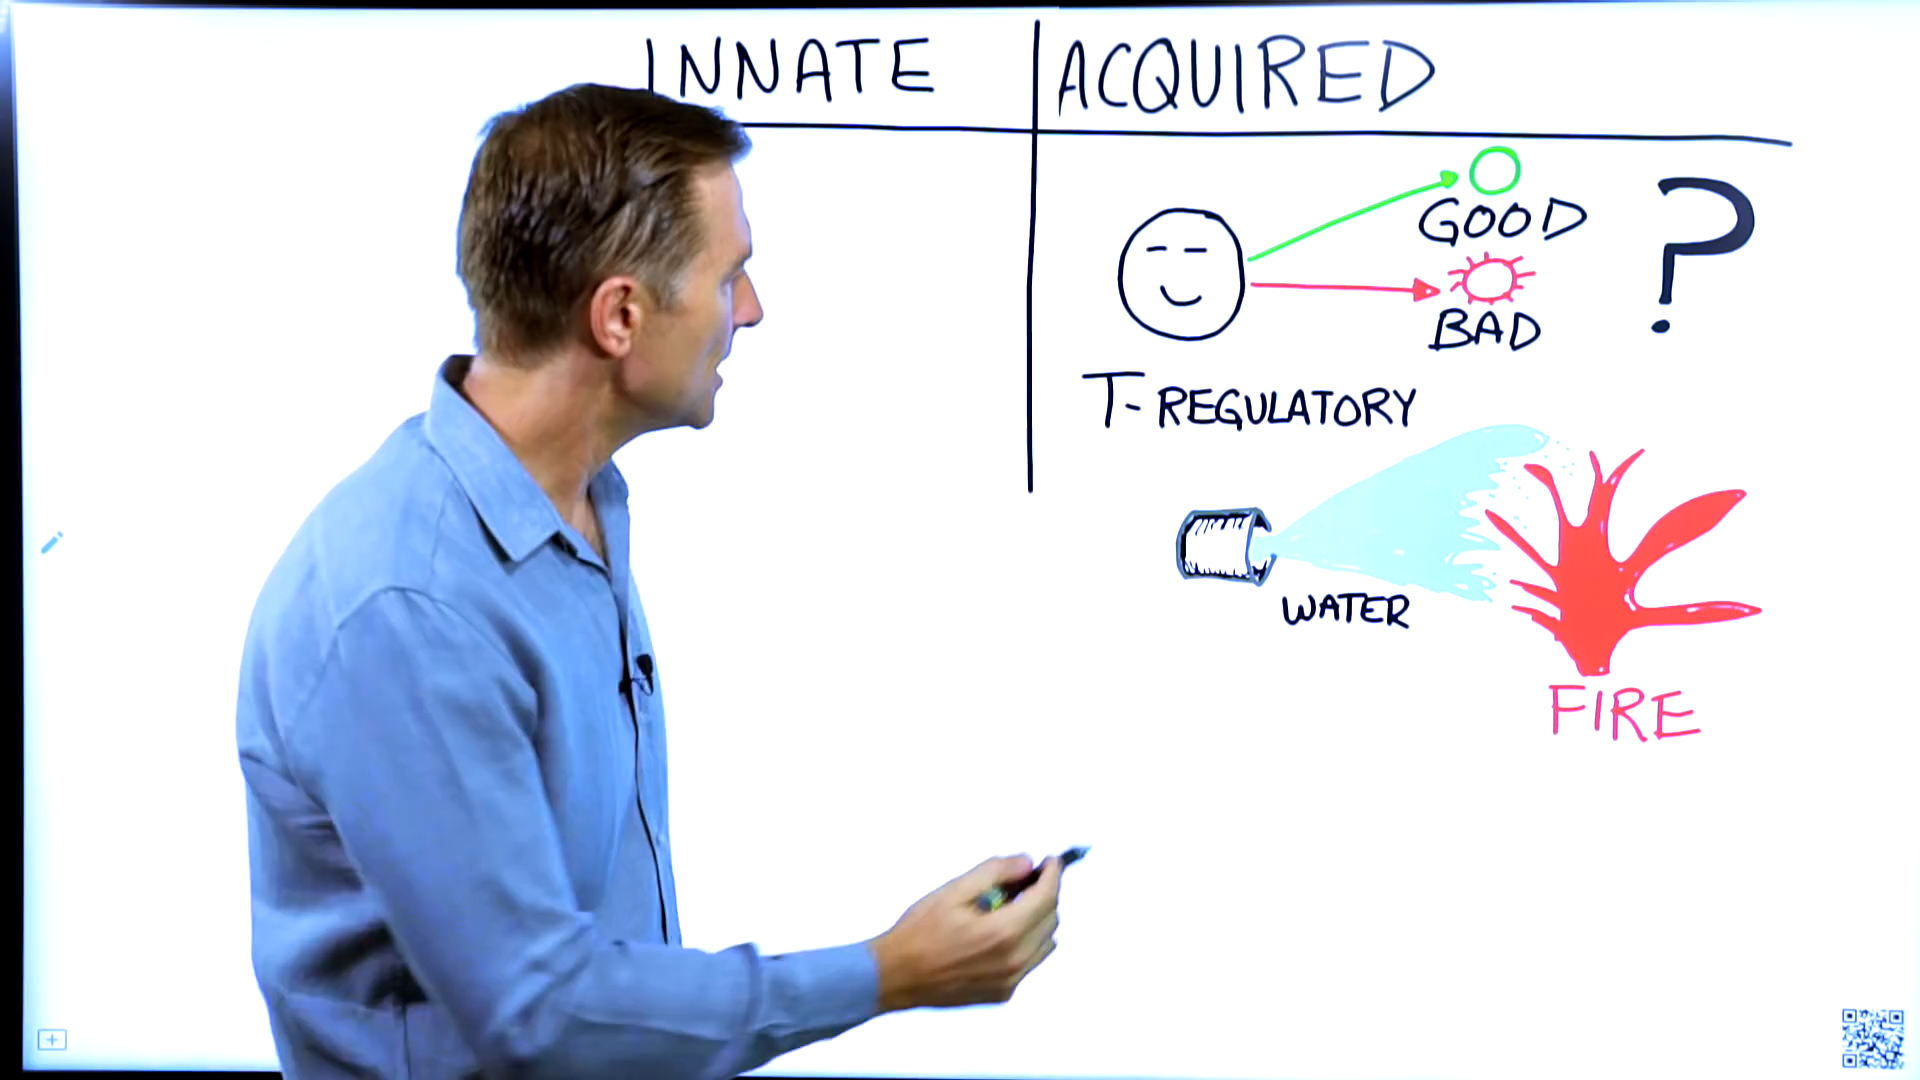 INNATE
ACQUIRED
GOOD
?
BAD
T-REGULATORY
WATER
FIRE